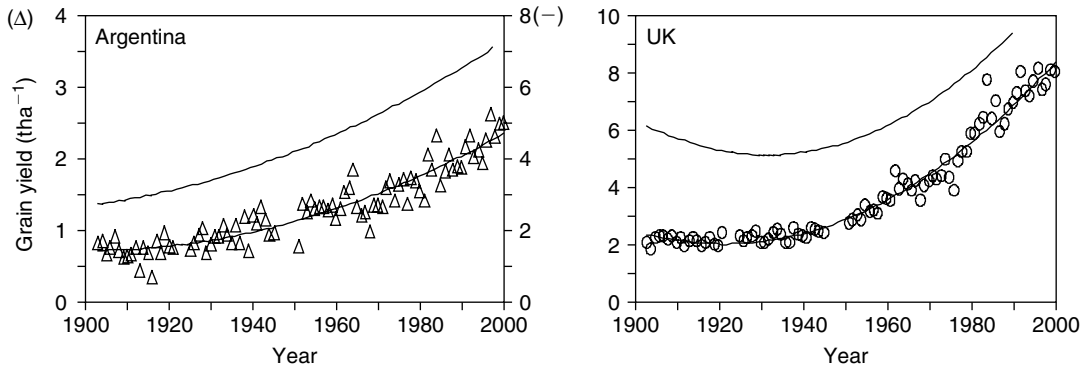 (Δ) 4 8(−) 10
Argentina UK
3 6 8
6
2 4
4
1 2
2
0 0 0
1900 1920 1940 1960 1980 2000 1900 1920 1940 1960 1980 2000
Year Year
Grain yield (tha⁻¹)